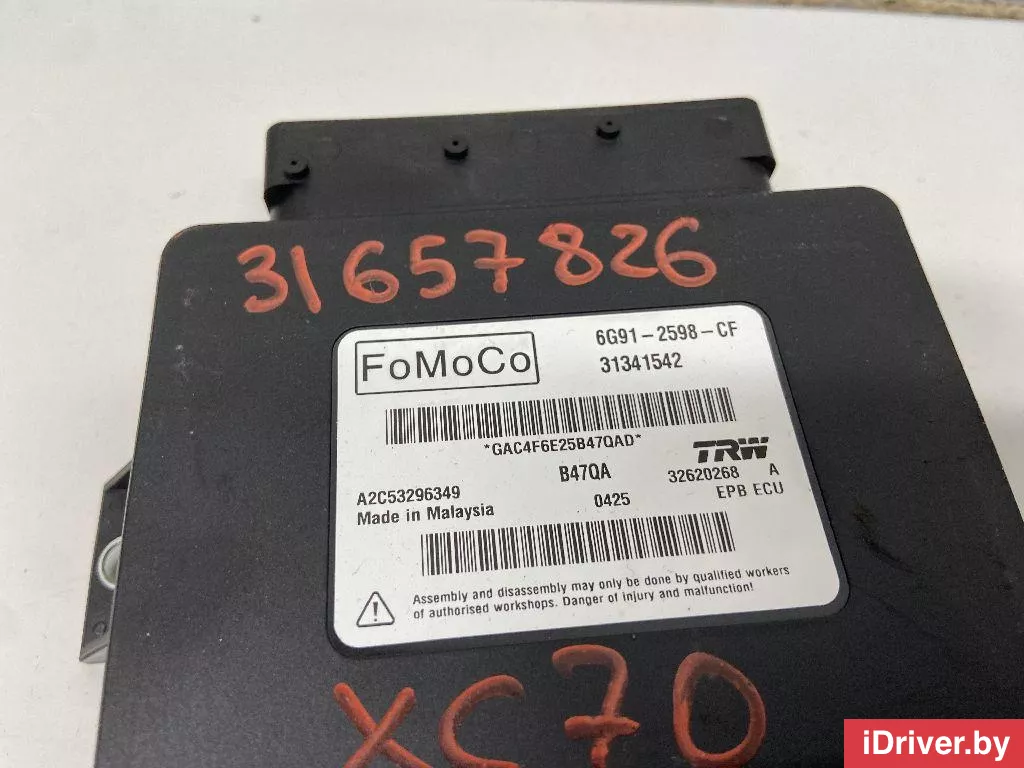 31657826
FoMoCo
6G91-2598-CF
31341542
*GAC4F6E25B47QAD*
TRW
B47QA
32620268 A
A2C53296349
0425
EPB ECU
Made in Malaysia
Assembly and disassembly may only be done by qualified workers
of authorised workshops. Danger of injury and malfunction!
XC70
iDriver.by